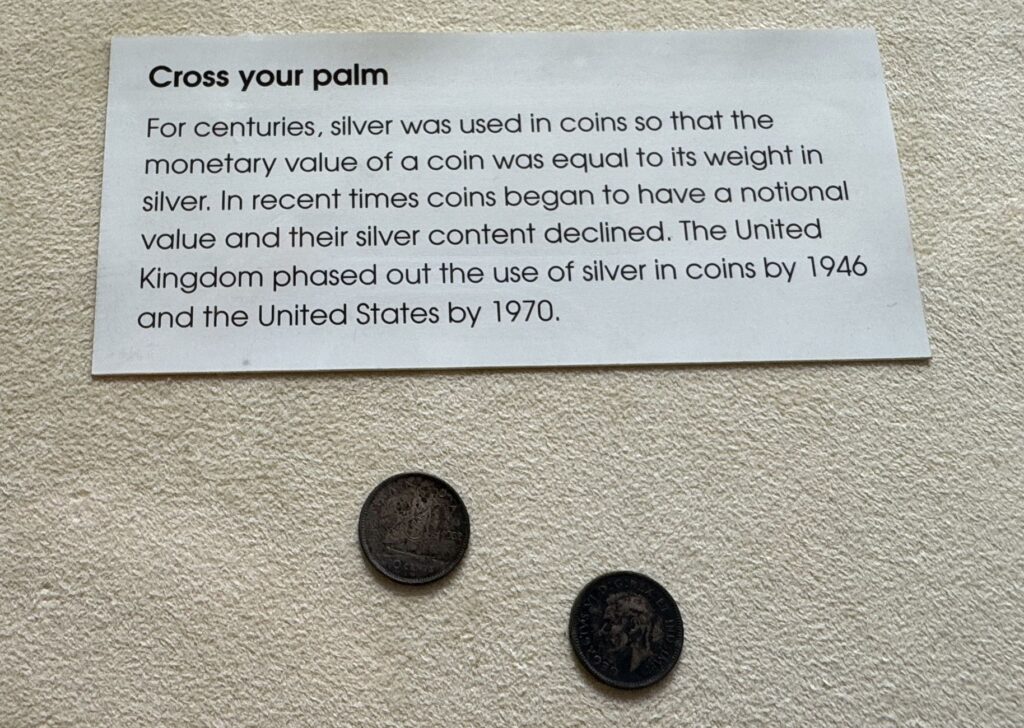 Cross your palm
For centuries, silver was used in coins so that the
monetary value of a coin was equal to its weight in
silver. In recent times coins began to have a notional
value and their silver content declined. The United
Kingdom phased out the use of silver in coins by 1946
and the United States by 1970.